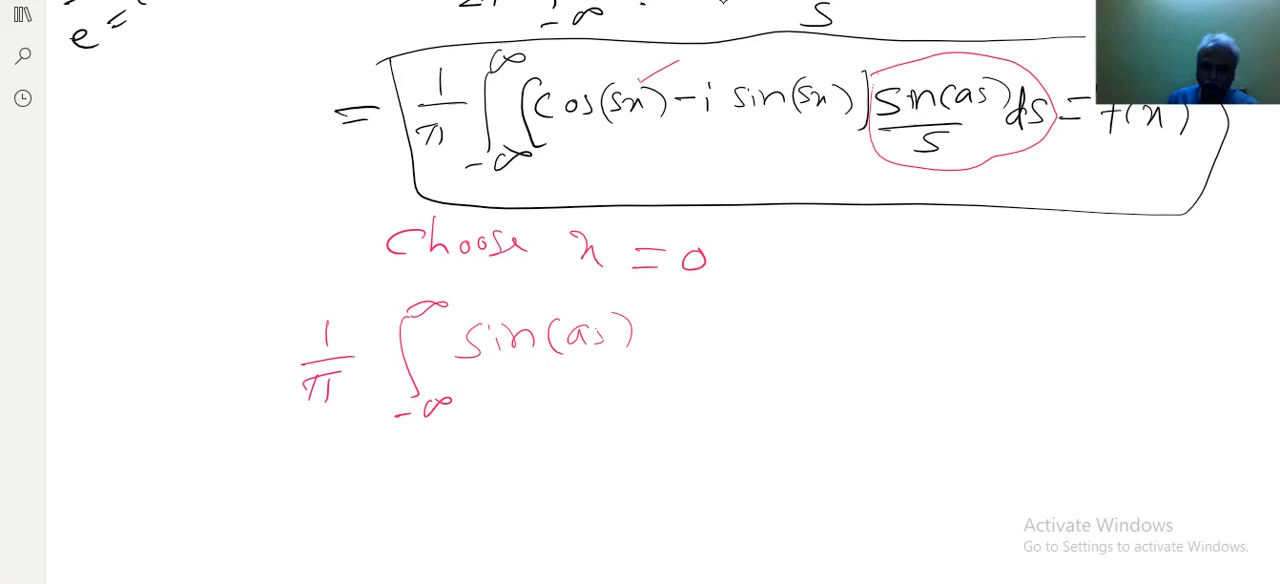 -∞ S
e =
= 1/π ∫_{-∞}^{∞} [cos(sx) - i sin(sx)] sin(as)/s ds = f(x)
Choose x = 0
1/π ∫_{-∞}^{∞} sin(as)
Activate Windows
Go to Settings to activate Windows.